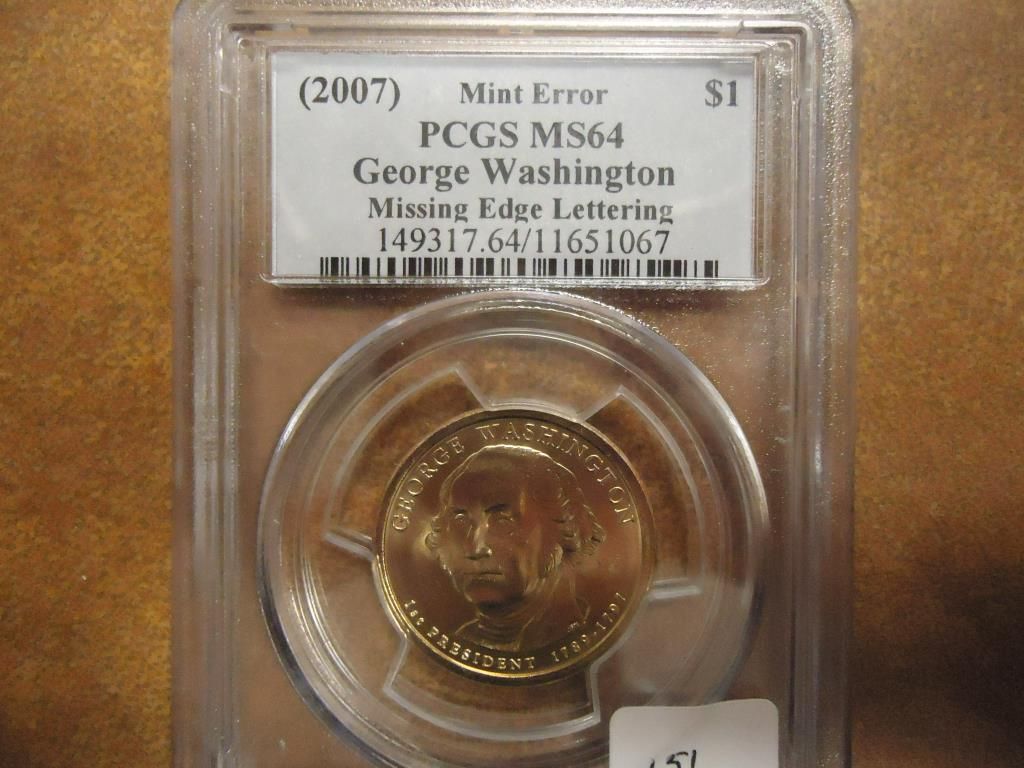 (2007) Mint Error $1
PCGS MS64
George Washington
Missing Edge Lettering
149317.64/11651067
GEORGE WASHINGTON
1st PRESIDENT 1789-1797
151